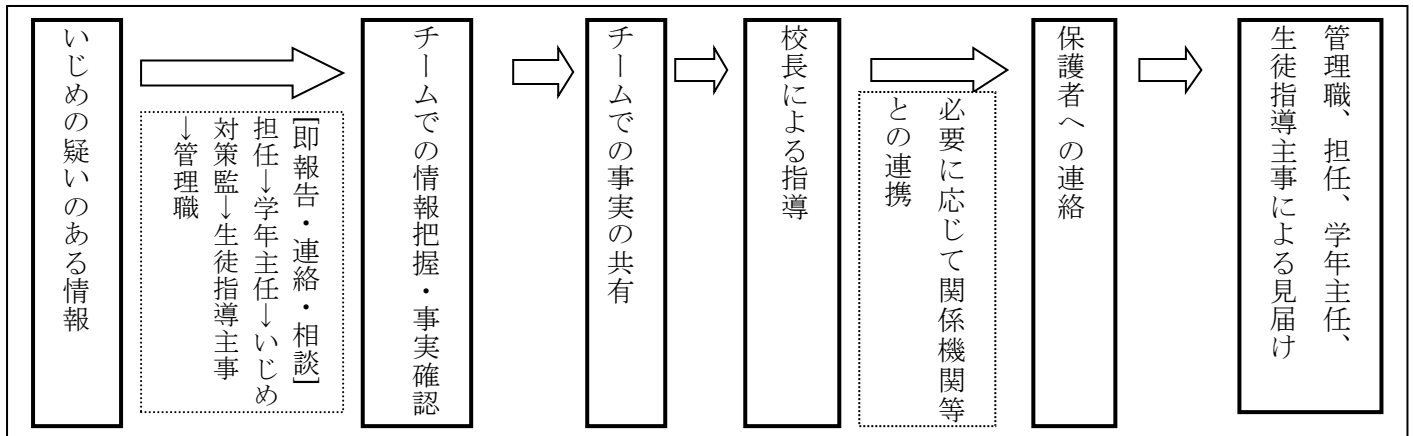 いじめの疑いのある情報
[即報告・連絡・相談]
担任→学年主任→いじめ
対策監→生徒指導主事
→管理職
チームでの情報把握・事実確認
チームでの事実の共有
校長による指導
必要に応じて関係機関等
との連携
保護者への連絡
管理職、担任、学年主任、
生徒指導主事による見届け